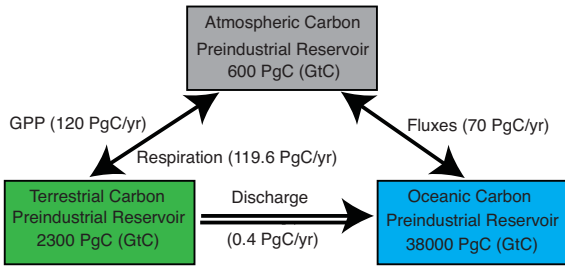 Atmospheric Carbon
Preindustrial Reservoir
600 PgC (GtC)
GPP (120 PgC/yr)
Fluxes (70 PgC/yr)
Respiration (119.6 PgC/yr)
Terrestrial Carbon
Preindustrial Reservoir
2300 PgC (GtC)
Discharge
(0.4 PgC/yr)
Oceanic Carbon
Preindustrial Reservoir
38000 PgC (GtC)